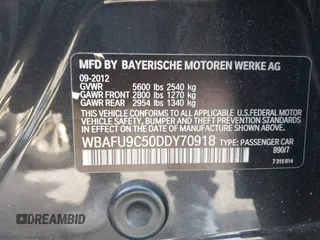 MFD BY BAYERISCHE MOTOREN WERKE AG
09-2012
GVWR 5600 lbs 2540 kg
GAWR FRONT 2800 lbs 1270 kg
GAWR REAR 2954 lbs 1340 kg
THIS VEHICLE CONFORMS TO ALL APPLICABLE
FEDERAL MOTOR VEHICLE SAFETY, BUMPER,
AND THEFT PREVENTION STANDARDS IN
EFFECT ON THE DATE OF MANUFACTURE
SHOWN ABOVE.
WBAFU9C50DDY70918 TYPE: PASSENGER CAR
B90/7
7 315 814
DREAMBID